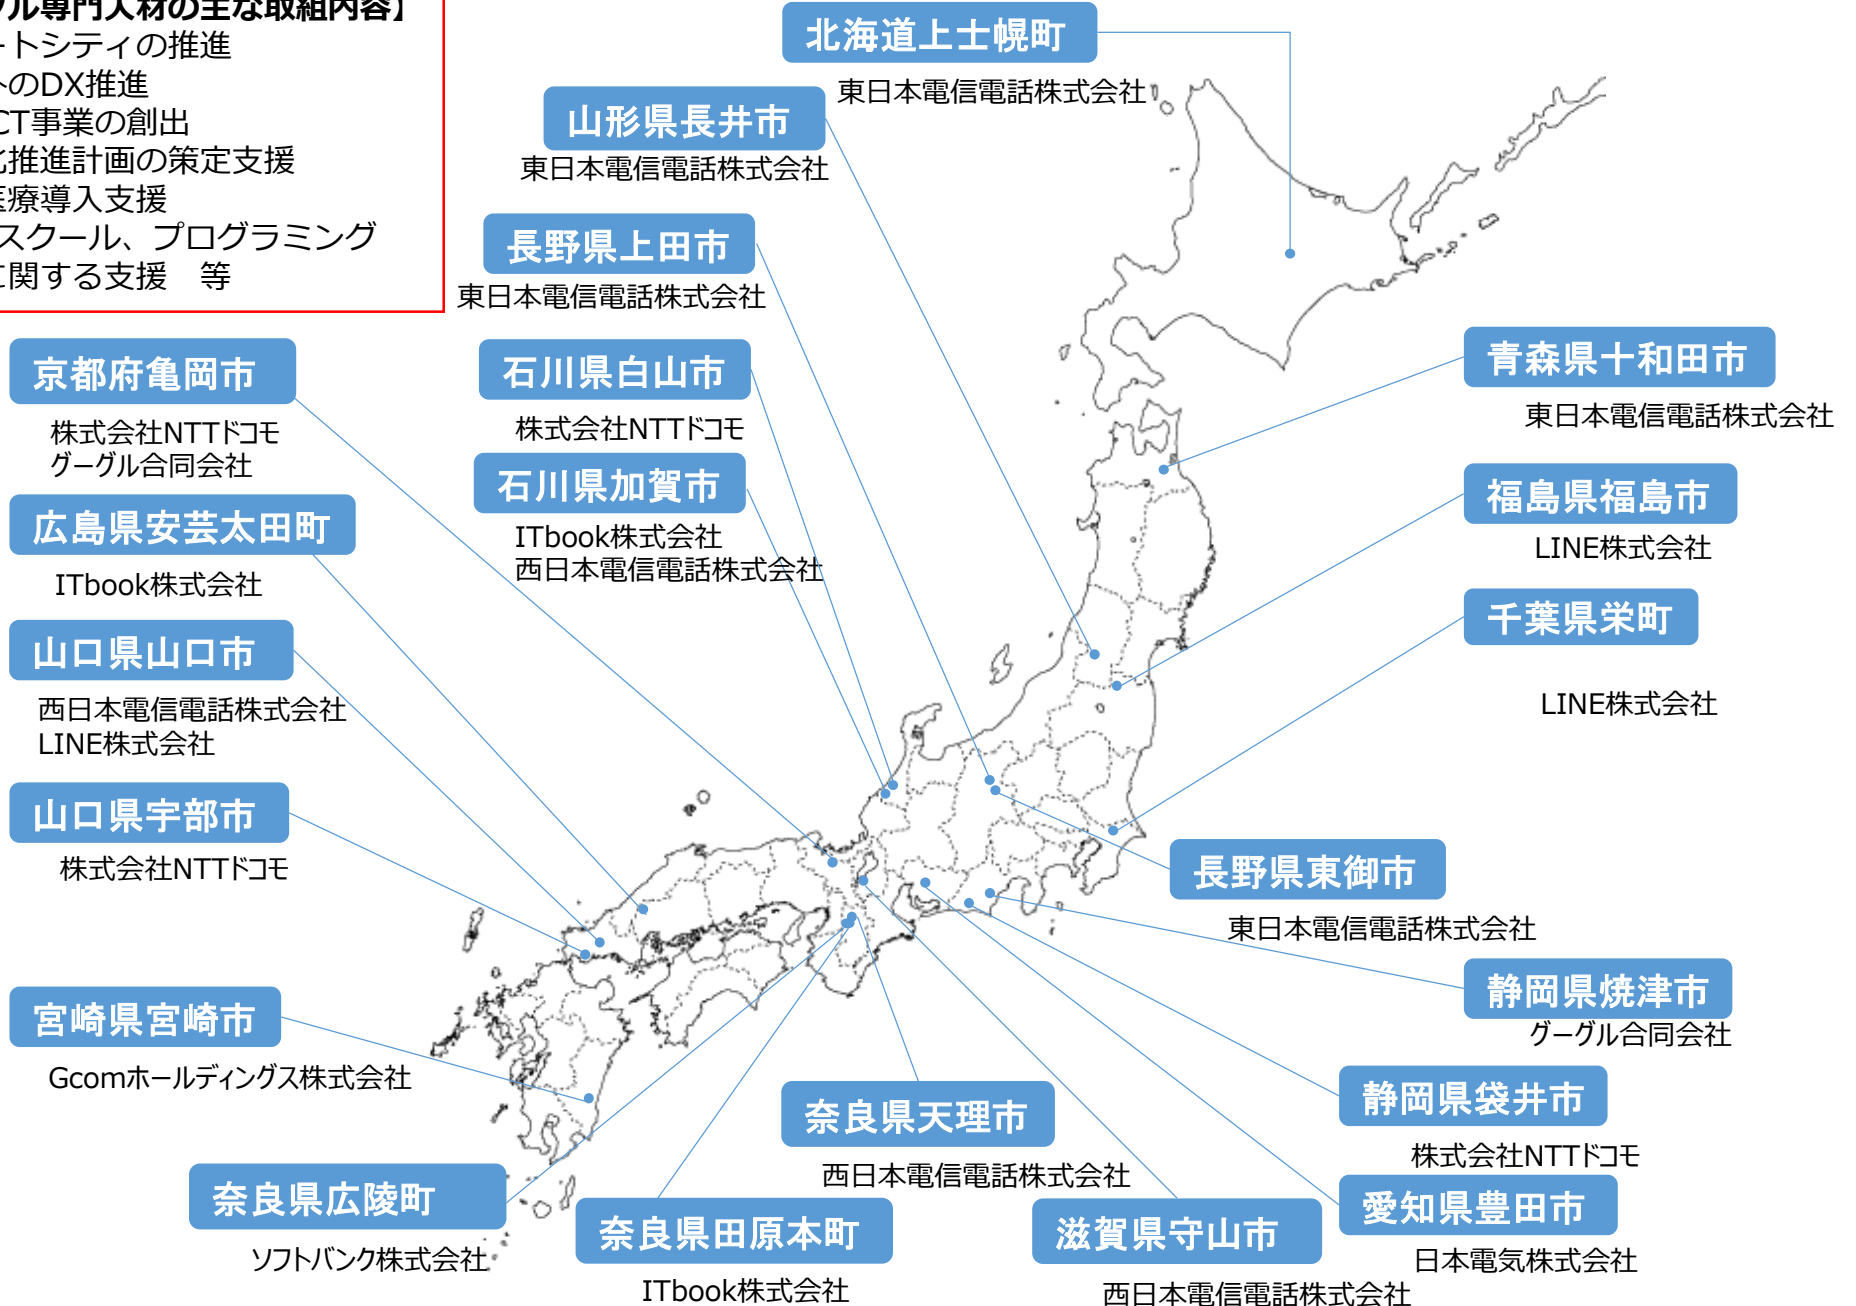 ル専門人材の主な取組内容】
ートシティの推進
のDX推進
CT事業の創出
推進計画の策定支援
医療導入支援
スクール、プログラミング
に関する支援　等
北海道上士幌町
東日本電信電話株式会社
山形県長井市
東日本電信電話株式会社
長野県上田市
東日本電信電話株式会社
京都府亀岡市
株式会社NTTドコモ
グーグル合同会社
石川県白山市
株式会社NTTドコモ
石川県加賀市
ITbook株式会社
西日本電信電話株式会社
青森県十和田市
東日本電信電話株式会社
広島県安芸太田町
ITbook株式会社
福島県福島市
LINE株式会社
山口県山口市
西日本電信電話株式会社
LINE株式会社
千葉県栄町
LINE株式会社
山口県宇部市
株式会社NTTドコモ
長野県東御市
東日本電信電話株式会社
宮崎県宮崎市
Gcomホールディングス株式会社
静岡県焼津市
グーグル合同会社
静岡県袋井市
株式会社NTTドコモ
奈良県天理市
西日本電信電話株式会社
愛知県豊田市
日本電気株式会社
奈良県広陵町
ソフトバンク株式会社
奈良県田原本町
ITbook株式会社
滋賀県守山市
西日本電信電話株式会社